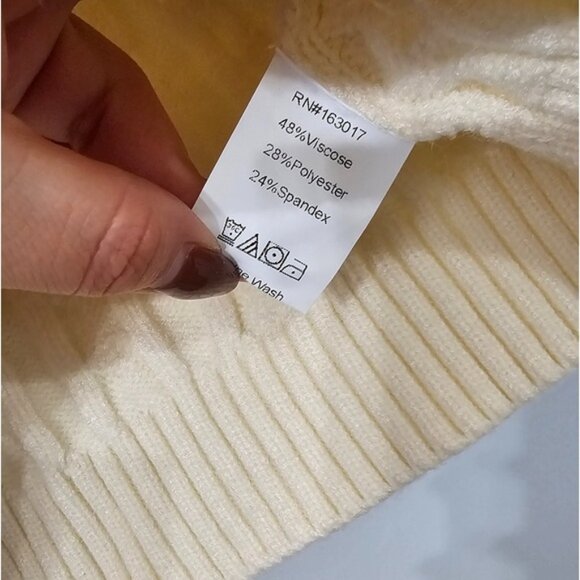 RN#163017
48%Viscose
28%Polyester
24%Spandex
Wash